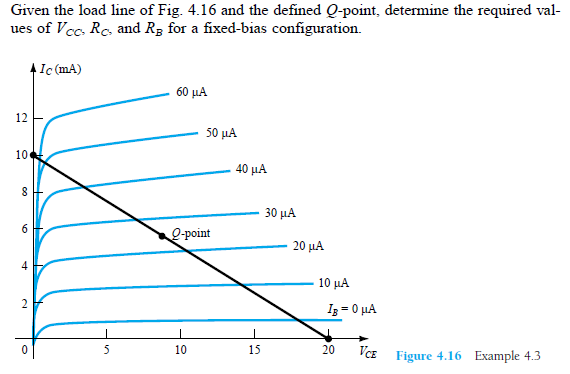 Given the load line of Fig. 4.16 and the defined Q-point, determine the required val-
ues of VCC, RC, and RB for a fixed-bias configuration.
IC (mA)
60 μA
12
50 μA
10
40 μA
8
30 μA
6
Q-point
20 μA
4
10 μA
2
IB = 0 μA
0
5
10
15
20
VCE
Figure 4.16 Example 4.3